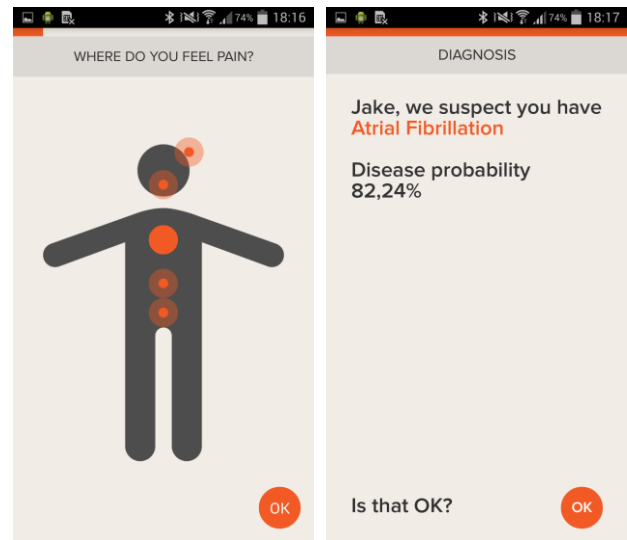 74% 18:16
WHERE DO YOU FEEL PAIN?
OK
74% 18:17
DIAGNOSIS
Jake, we suspect you have
Atrial Fibrillation
Disease probability
82,24%
Is that OK?
OK